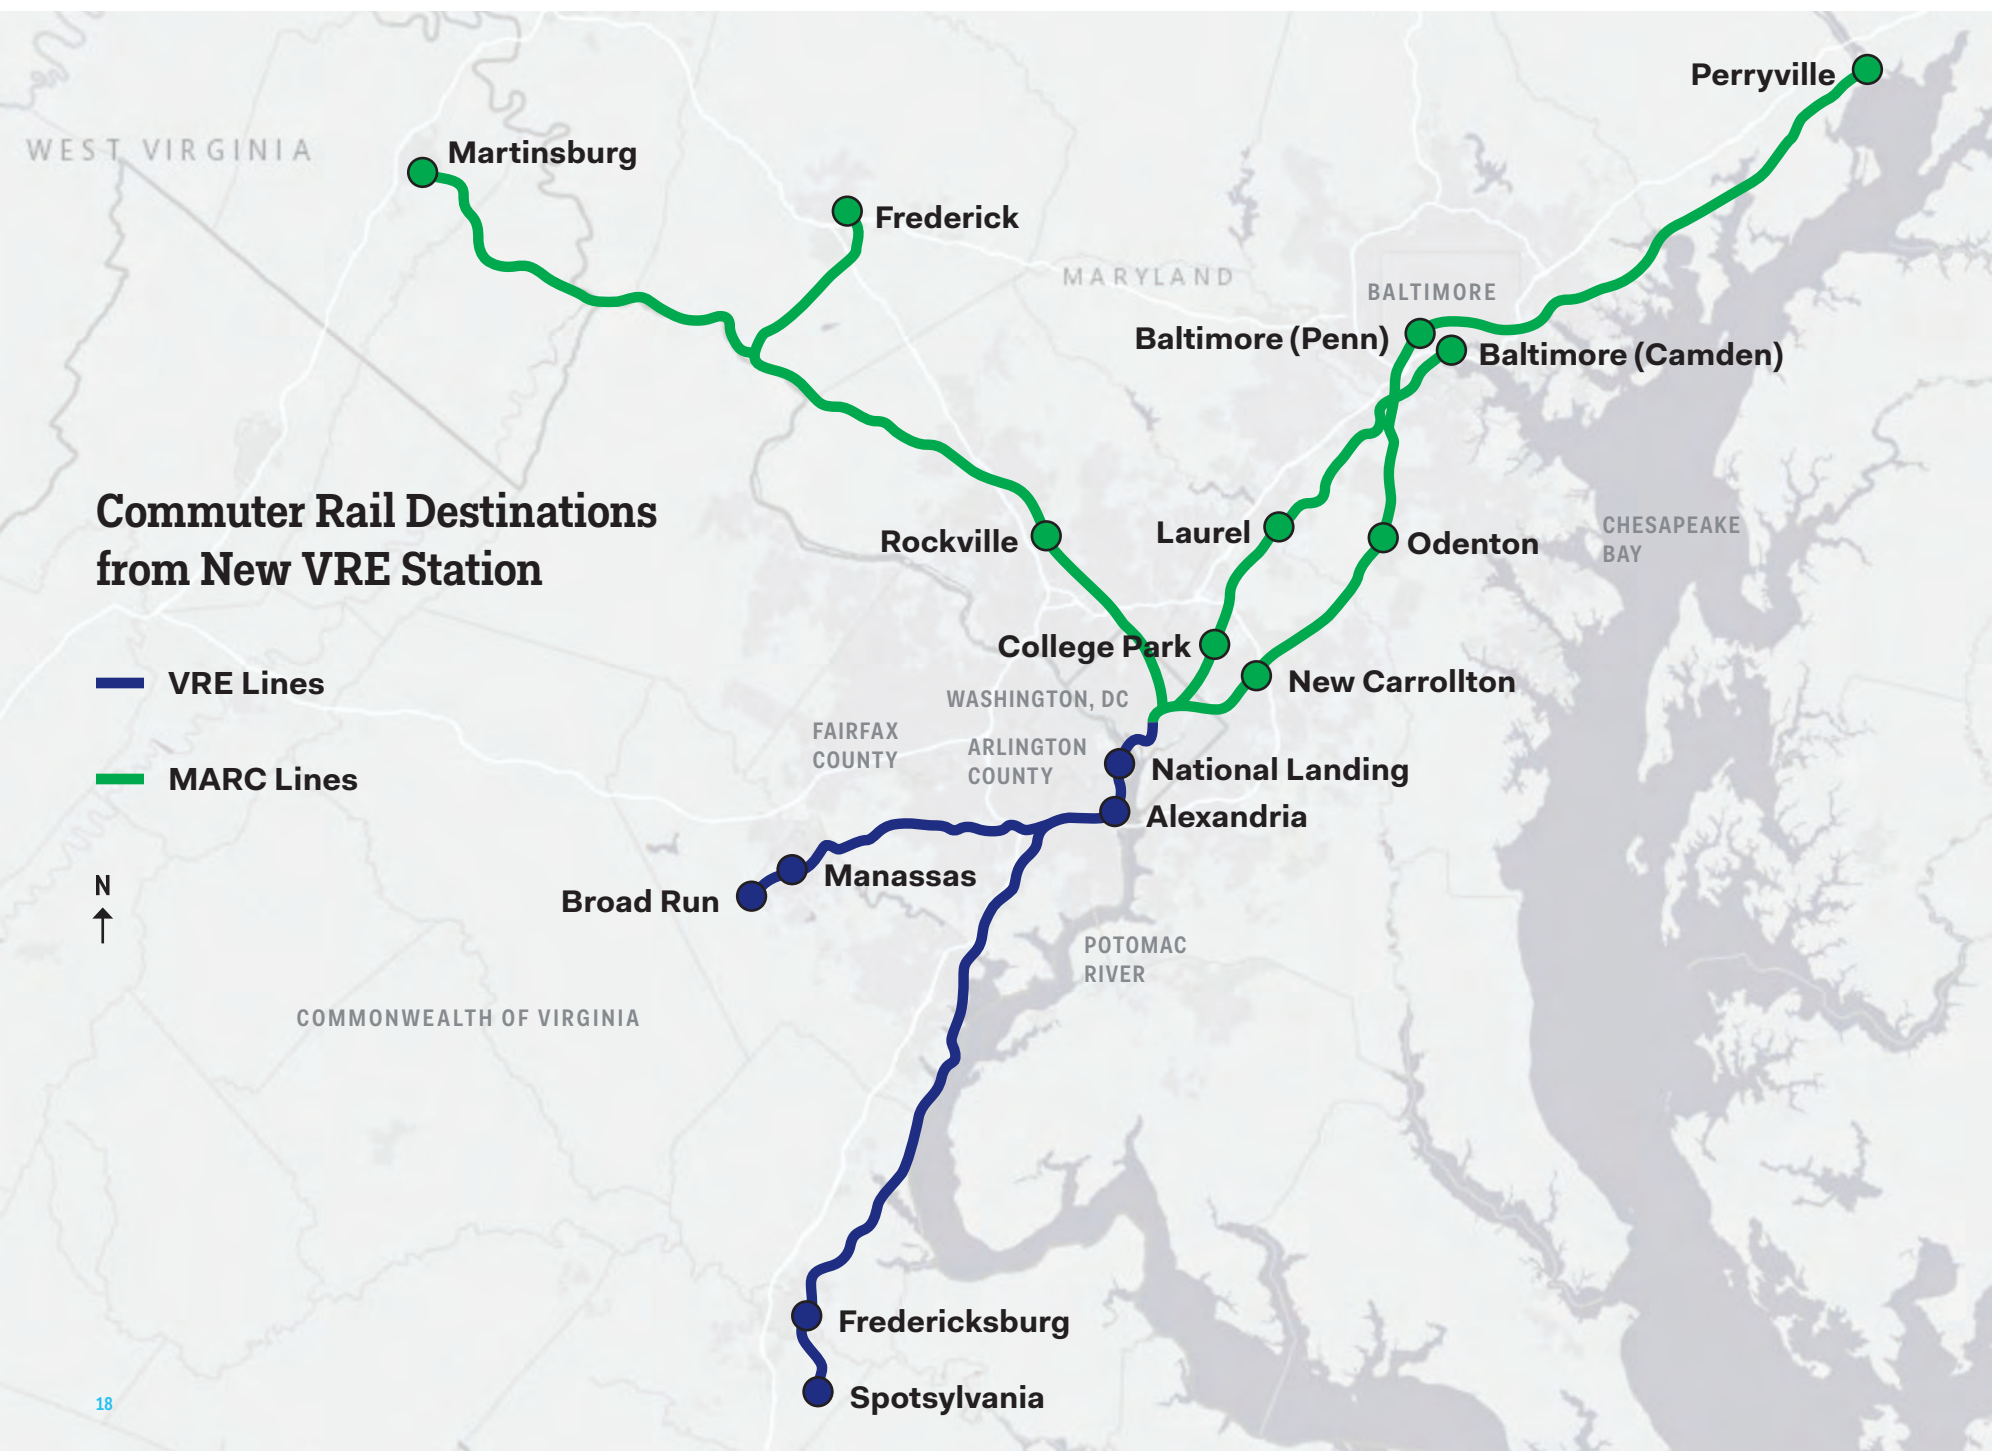 Perryville
WEST VIRGINIA
Martinsburg
Frederick
MARYLAND
BALTIMORE
Baltimore (Penn)
Baltimore (Camden)
Commuter Rail Destinations
from New VRE Station
Rockville
Laurel
Odenton
CHESAPEAKE
BAY
College Park
New Carrollton
VRE Lines
WASHINGTON, DC
FAIRFAX
COUNTY
ARLINGTON
COUNTY
National Landing
MARC Lines
Alexandria
Manassas
Broad Run
N
POTOMAC
RIVER
COMMONWEALTH OF VIRGINIA
Fredericksburg
Spotsylvania
18